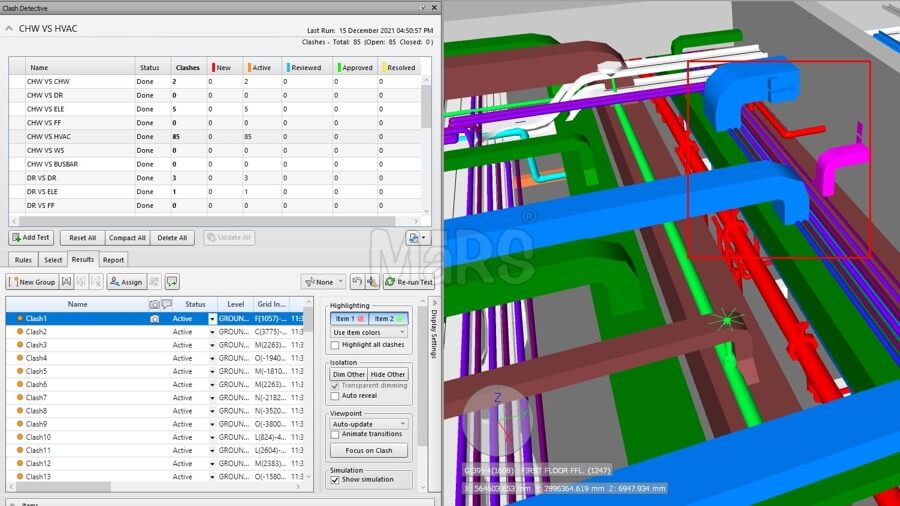 Clash Detective
CHW VS HVAC
Last Run: 15 December 2021 04:50:57 PM
Clashes - Total: 85 (Open: 85 Closed: 0 )
Name Status Clashes New Active Reviewed Approved Resolved
CHW VS CHW Done 2 0 2 0 0 0
CHW VS DR Done 0 0 0 0 0 0
CHW VS ELE Done 5 0 5 0 0 0
CHW VS FF Done 0 0 0 0 0 0
CHW VS HVAC Done 85 0 85 0 0 0
CHW VS WS Done 0 0 0 0 0 0
CHW VS BUSBAR Done 0 0 0 0 0 0
DR VS DR Done 3 0 3 0 0 0
DR VS ELE Done 1 0 1 0 0 0
DR VS FF Done 0 0 0 0 0 0
Add Test Reset All Compact All Delete All Update All
Rules Select Results Report
New Group Assign None Re-run Test
Name Status Level Grid In...
Clash1 Active GROUN... F(1057)-... 11:3
Clash2 Active GROUN... C(3775)-... 11:3
Clash3 Active GROUN... M(2263)... 11:3
Clash4 Active GROUN... O(-1940... 11:3
Clash5 Active GROUN... M(-1810... 11:3
Clash6 Active GROUN... M(2263)... 11:3
Clash7 Active GROUN... N(-2182... 11:3
Clash8 Active GROUN... N(-3520... 11:3
Clash9 Active GROUN... O(-3800... 11:3
Clash10 Active GROUN... L(824)-4... 11:3
Clash11 Active GROUN... L(2604)-... 11:3
Clash12 Active GROUN... M(2383)... 11:3
Clash13 Active GROUN... O(-1580... 11:3
Highlighting
Item 1 Item 2
Use item colors
Highlight all clashes
Isolation
Dim Other Hide Other
Transparent dimming
Auto reveal
Viewpoint
Auto-update
Animate transitions
Focus on Clash
Simulation
Show simulation
Display Settings
Items
MaRS ®
Z
X
G(39)-4(1608) : FIRST FLOOR FFL. (1247)
X: 564603.653 mm Y: 2896364.619 mm Z: 6947.934 mm